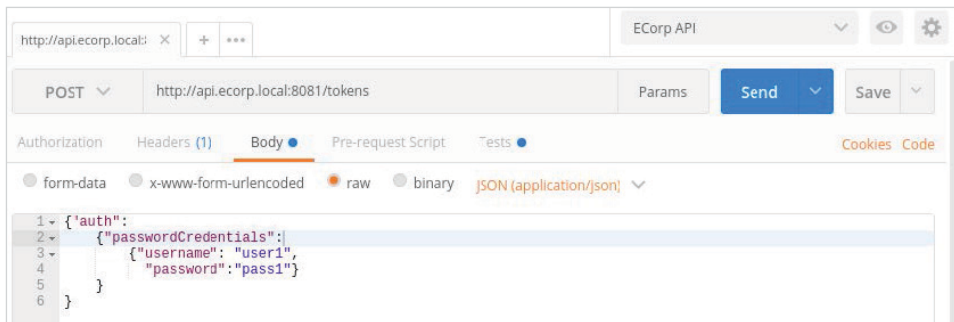 http://api.ecorp.local:8
ECorp API
POST
http://api.ecorp.local:8081/tokens
Params
Send
Save
Authorization
Headers (1)
Body
Pre-request Script
Tests
Cookies
Code
form-data
x-www-form-urlencoded
raw
binary
JSON (application/json)
1 {"auth":
2 {"passwordCredentials":
3 {"username": "user1",
4 "password":"pass1"}
5 }
6 }